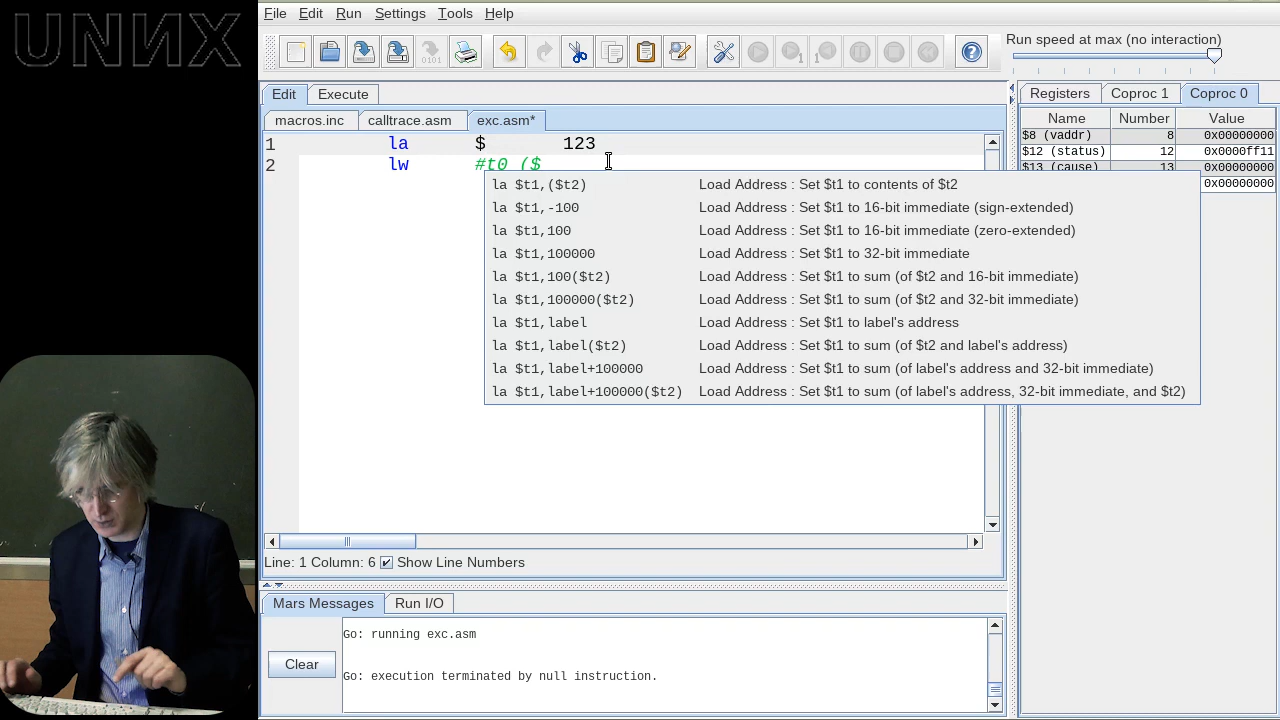 UNИX
File Edit Run Settings Tools Help
Run speed at max (no interaction)
Edit Execute
macros.inc calltrace.asm exc.asm*
1 la $ 123
2 lw #t0 ($
la $t1,($t2) Load Address : Set $t1 to contents of $t2
la $t1,-100 Load Address : Set $t1 to 16-bit immediate (sign-extended)
la $t1,100 Load Address : Set $t1 to 16-bit immediate (zero-extended)
la $t1,100000 Load Address : Set $t1 to 32-bit immediate
la $t1,100($t2) Load Address : Set $t1 to sum (of $t2 and 16-bit immediate)
la $t1,100000($t2) Load Address : Set $t1 to sum (of $t2 and 32-bit immediate)
la $t1,label Load Address : Set $t1 to label's address
la $t1,label($t2) Load Address : Set $t1 to sum (of $t2 and label's address)
la $t1,label+100000 Load Address : Set $t1 to sum (of label's address and 32-bit immediate)
la $t1,label+100000($t2) Load Address : Set $t1 to sum (of label's address, 32-bit immediate, and $t2)
Line: 1 Column: 6 Show Line Numbers
Registers Coproc 1 Coproc 0
Name Number Value
$8 (vaddr) 8 0x00000000
$12 (status) 12 0x0000ff11
$13 (cause) 13 0x00000000
0x00000000
Mars Messages Run I/O
Clear
Go: running exc.asm
Go: execution terminated by null instruction.